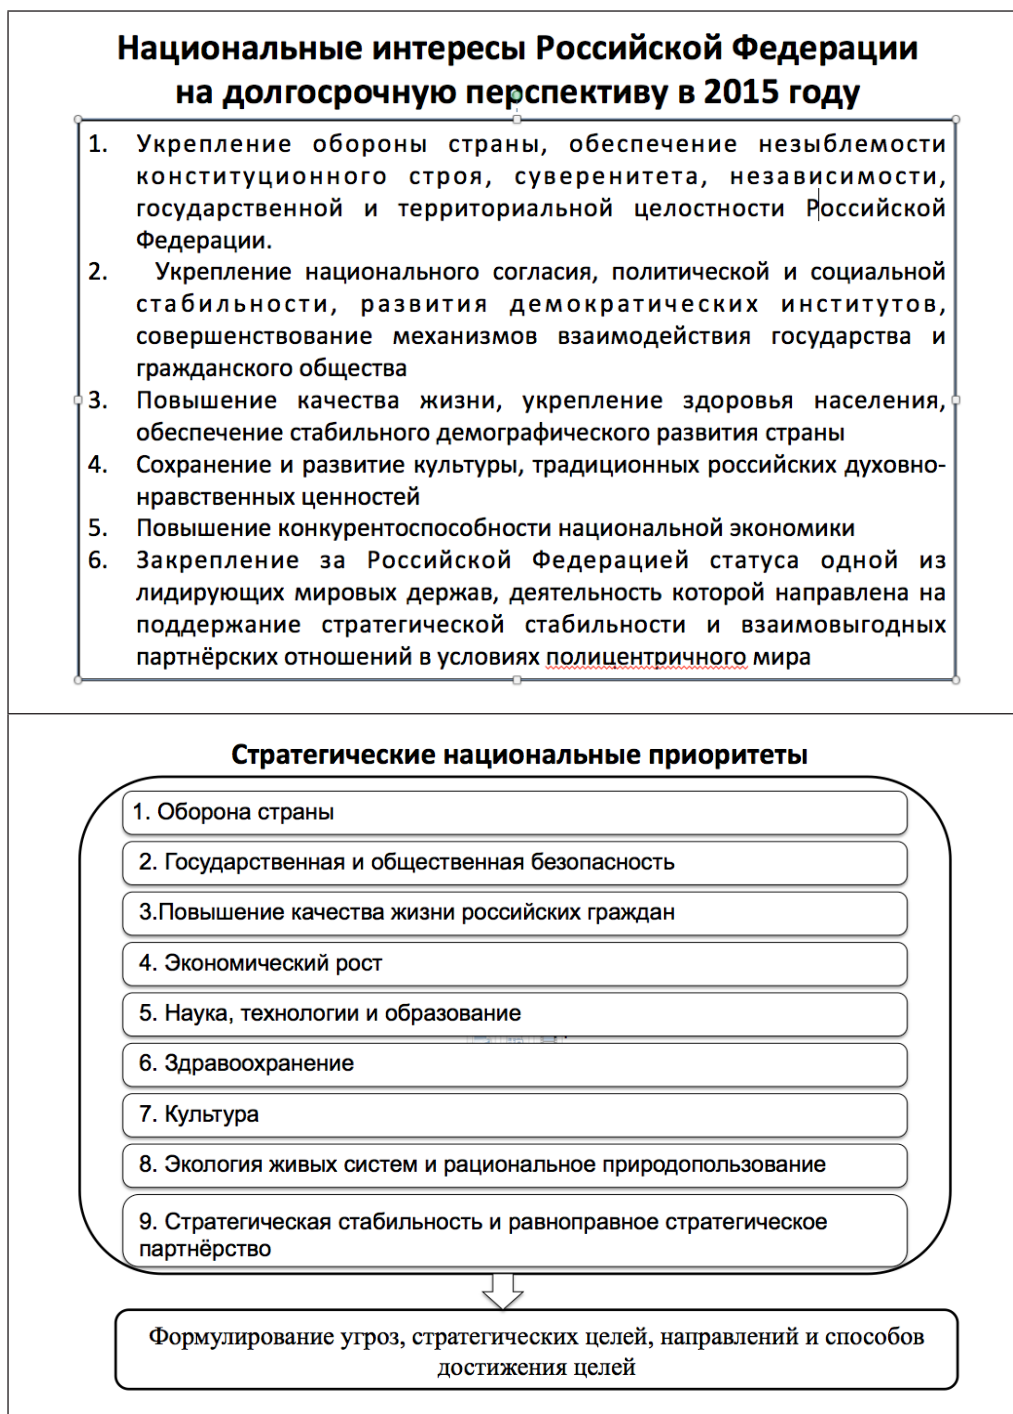 Национальные интересы Российской Федерации
на долгосрочную перспективу в 2015 году
1. Укрепление обороны страны, обеспечение незыблемости
конституционного строя, суверенитета, независимости,
государственной и территориальной целостности Российской
Федерации.
2. Укрепление национального согласия, политической и социальной
стабильности, развития демократических институтов,
совершенствование механизмов взаимодействия государства и
гражданского общества
3. Повышение качества жизни, укрепление здоровья населения,
обеспечение стабильного демографического развития страны
4. Сохранение и развитие культуры, традиционных российских духовно-
нравственных ценностей
5. Повышение конкурентоспособности национальной экономики
6. Закрепление за Российской Федерацией статуса одной из
лидирующих мировых держав, деятельность которой направлена на
поддержание стратегической стабильности и взаимовыгодных
партнёрских отношений в условиях полицентричного мира
Стратегические национальные приоритеты
1. Оборона страны
2. Государственная и общественная безопасность
3.Повышение качества жизни российских граждан
4. Экономический рост
5. Наука, технологии и образование
6. Здравоохранение
7. Культура
8. Экология живых систем и рациональное природопользование
9. Стратегическая стабильность и равноправное стратегическое
партнёрство
Формулирование угроз, стратегических целей, направлений и способов
достижения целей